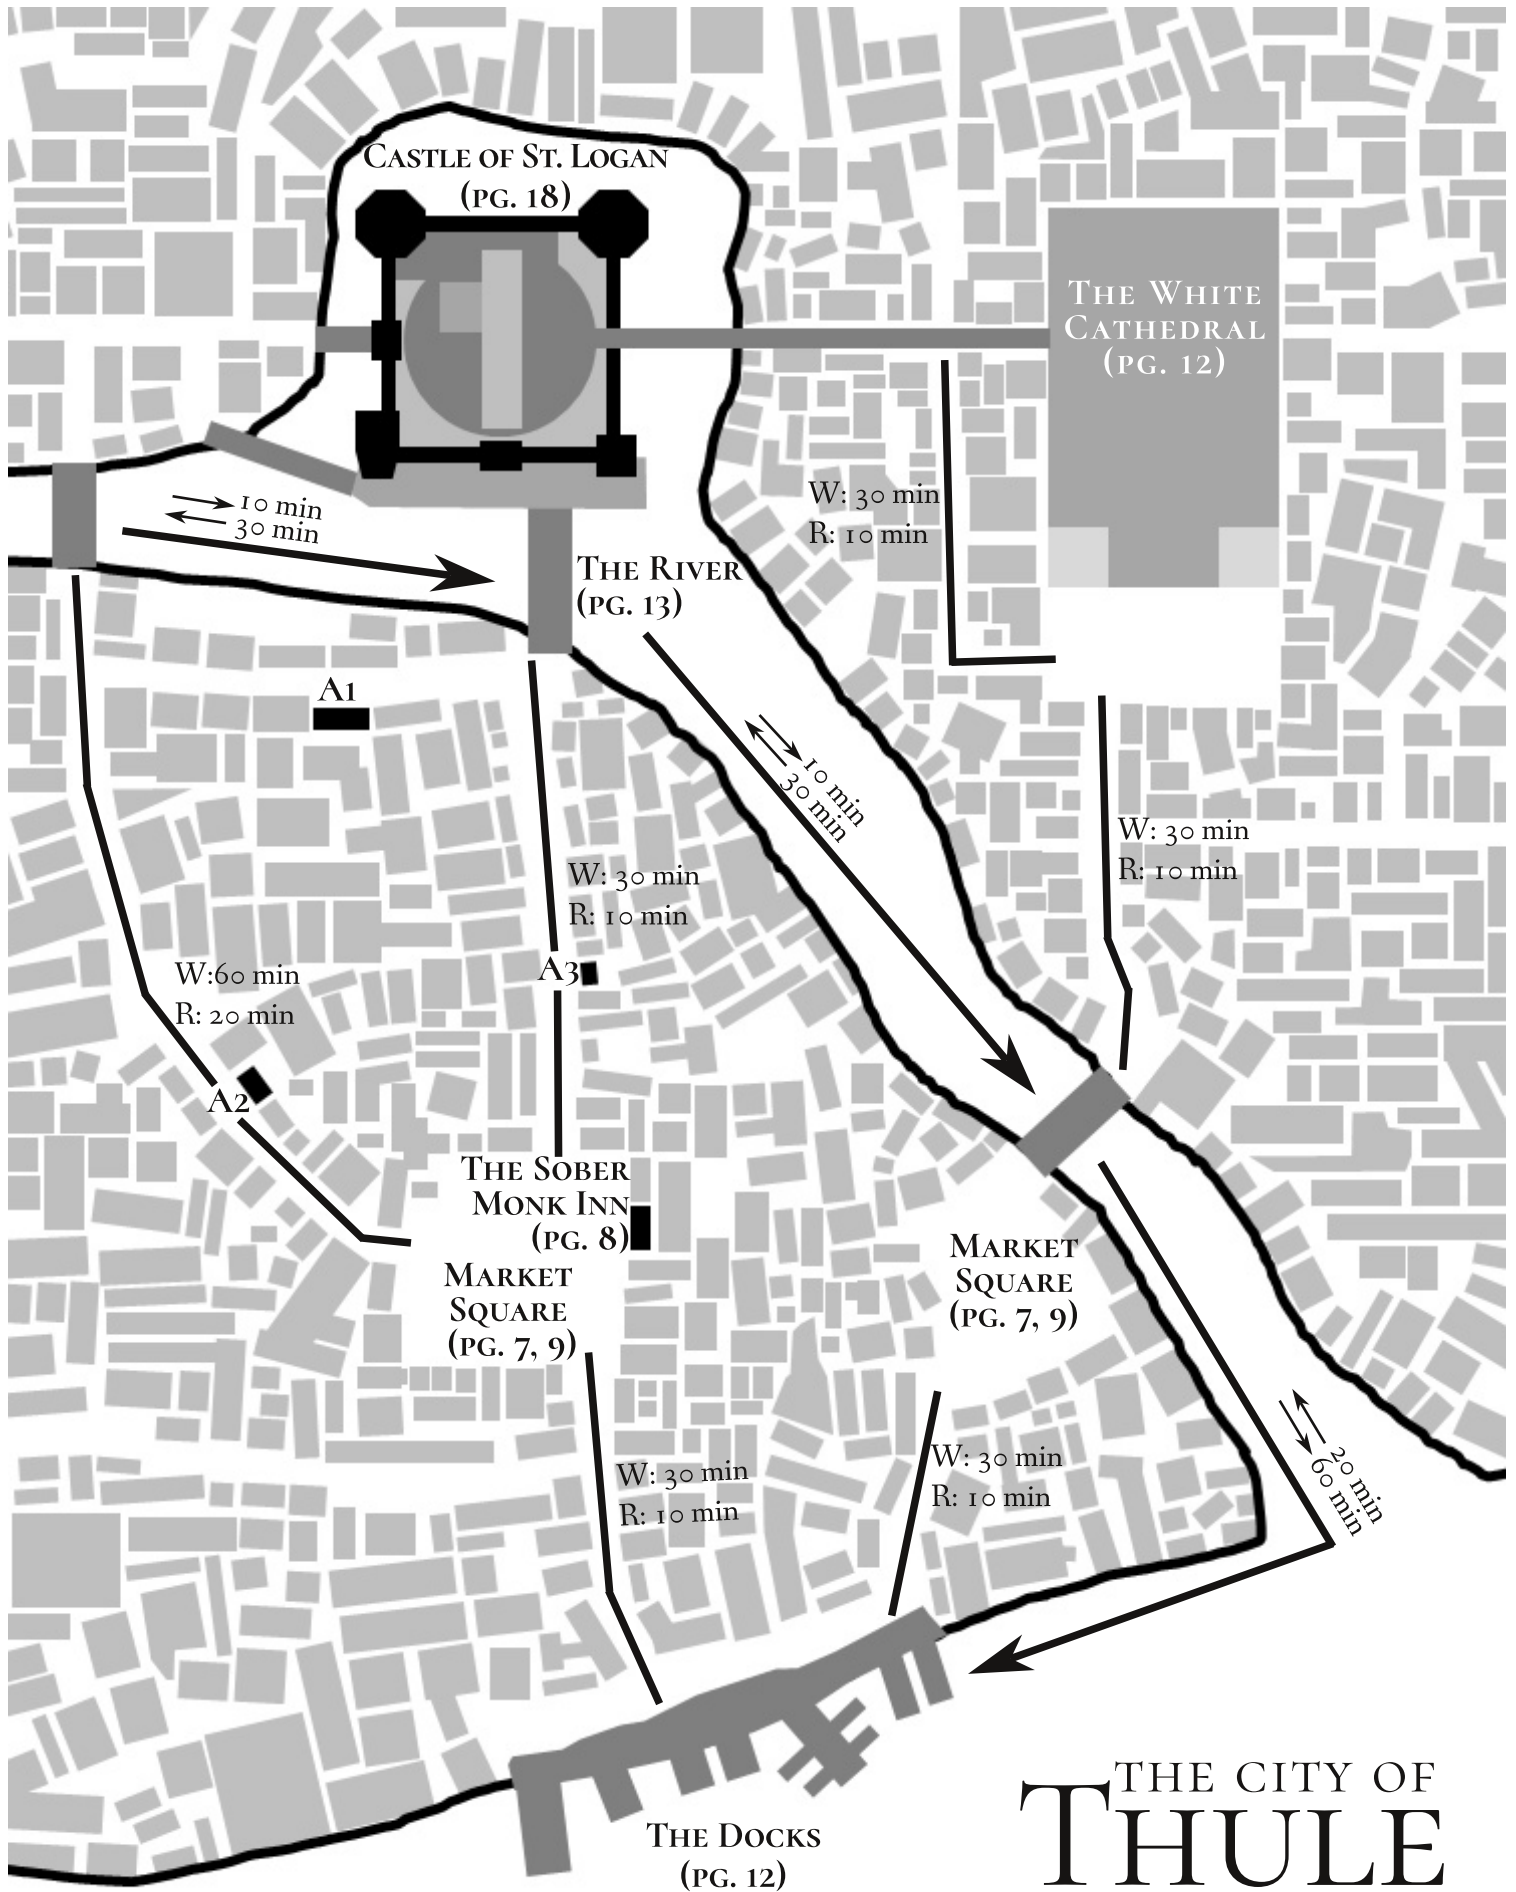 Castle of St. Logan
(pg. 18)
The White
Cathedral
(pg. 12)
W: 30 min
R: 10 min
10 min
30 min
The River
(pg. 13)
A1
10 min
30 min
W: 30 min
R: 10 min
W: 30 min
R: 10 min
A3
W:60 min
R: 20 min
A2
The Sober
Monk Inn
(pg. 8)
Market
Square
(pg. 7, 9)
Market
Square
(pg. 7, 9)
W: 30 min
R: 10 min
W: 30 min
R: 10 min
20 min
60 min
The Docks
(pg. 12)
The City of
Thule